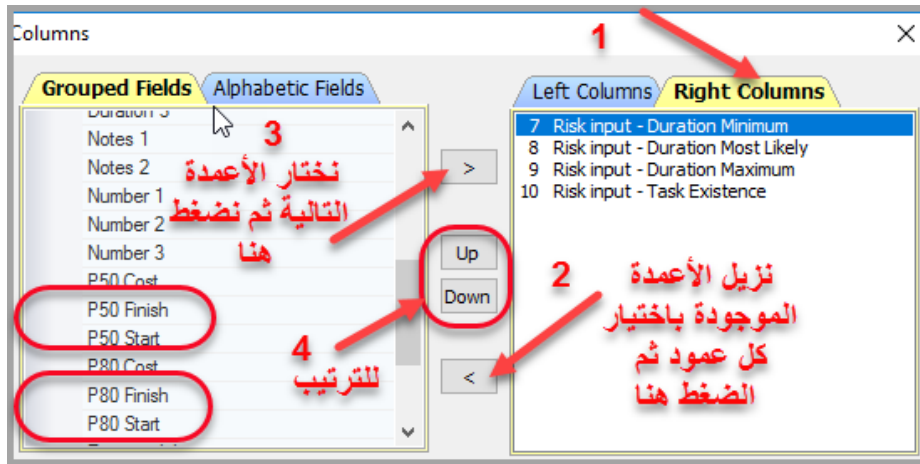 Columns
1
Grouped Fields
Alphabetic Fields
Left Columns
Right Columns
Duration 3
Notes 1
Notes 2
Number 1
Number 2
Number 3
P50 Cost
P50 Finish
P50 Start
P80 Cost
P80 Finish
P80 Start
3
نختار الأعمدة
التالية ثم نضغط
هنا
4
للترتيب
>
Up
Down
<
7 Risk input - Duration Minimum
8 Risk input - Duration Most Likely
9 Risk input - Duration Maximum
10 Risk input - Task Existence
2
نزيل الأعمدة
الموجودة باختيار
كل عمود ثم
الضغط هنا